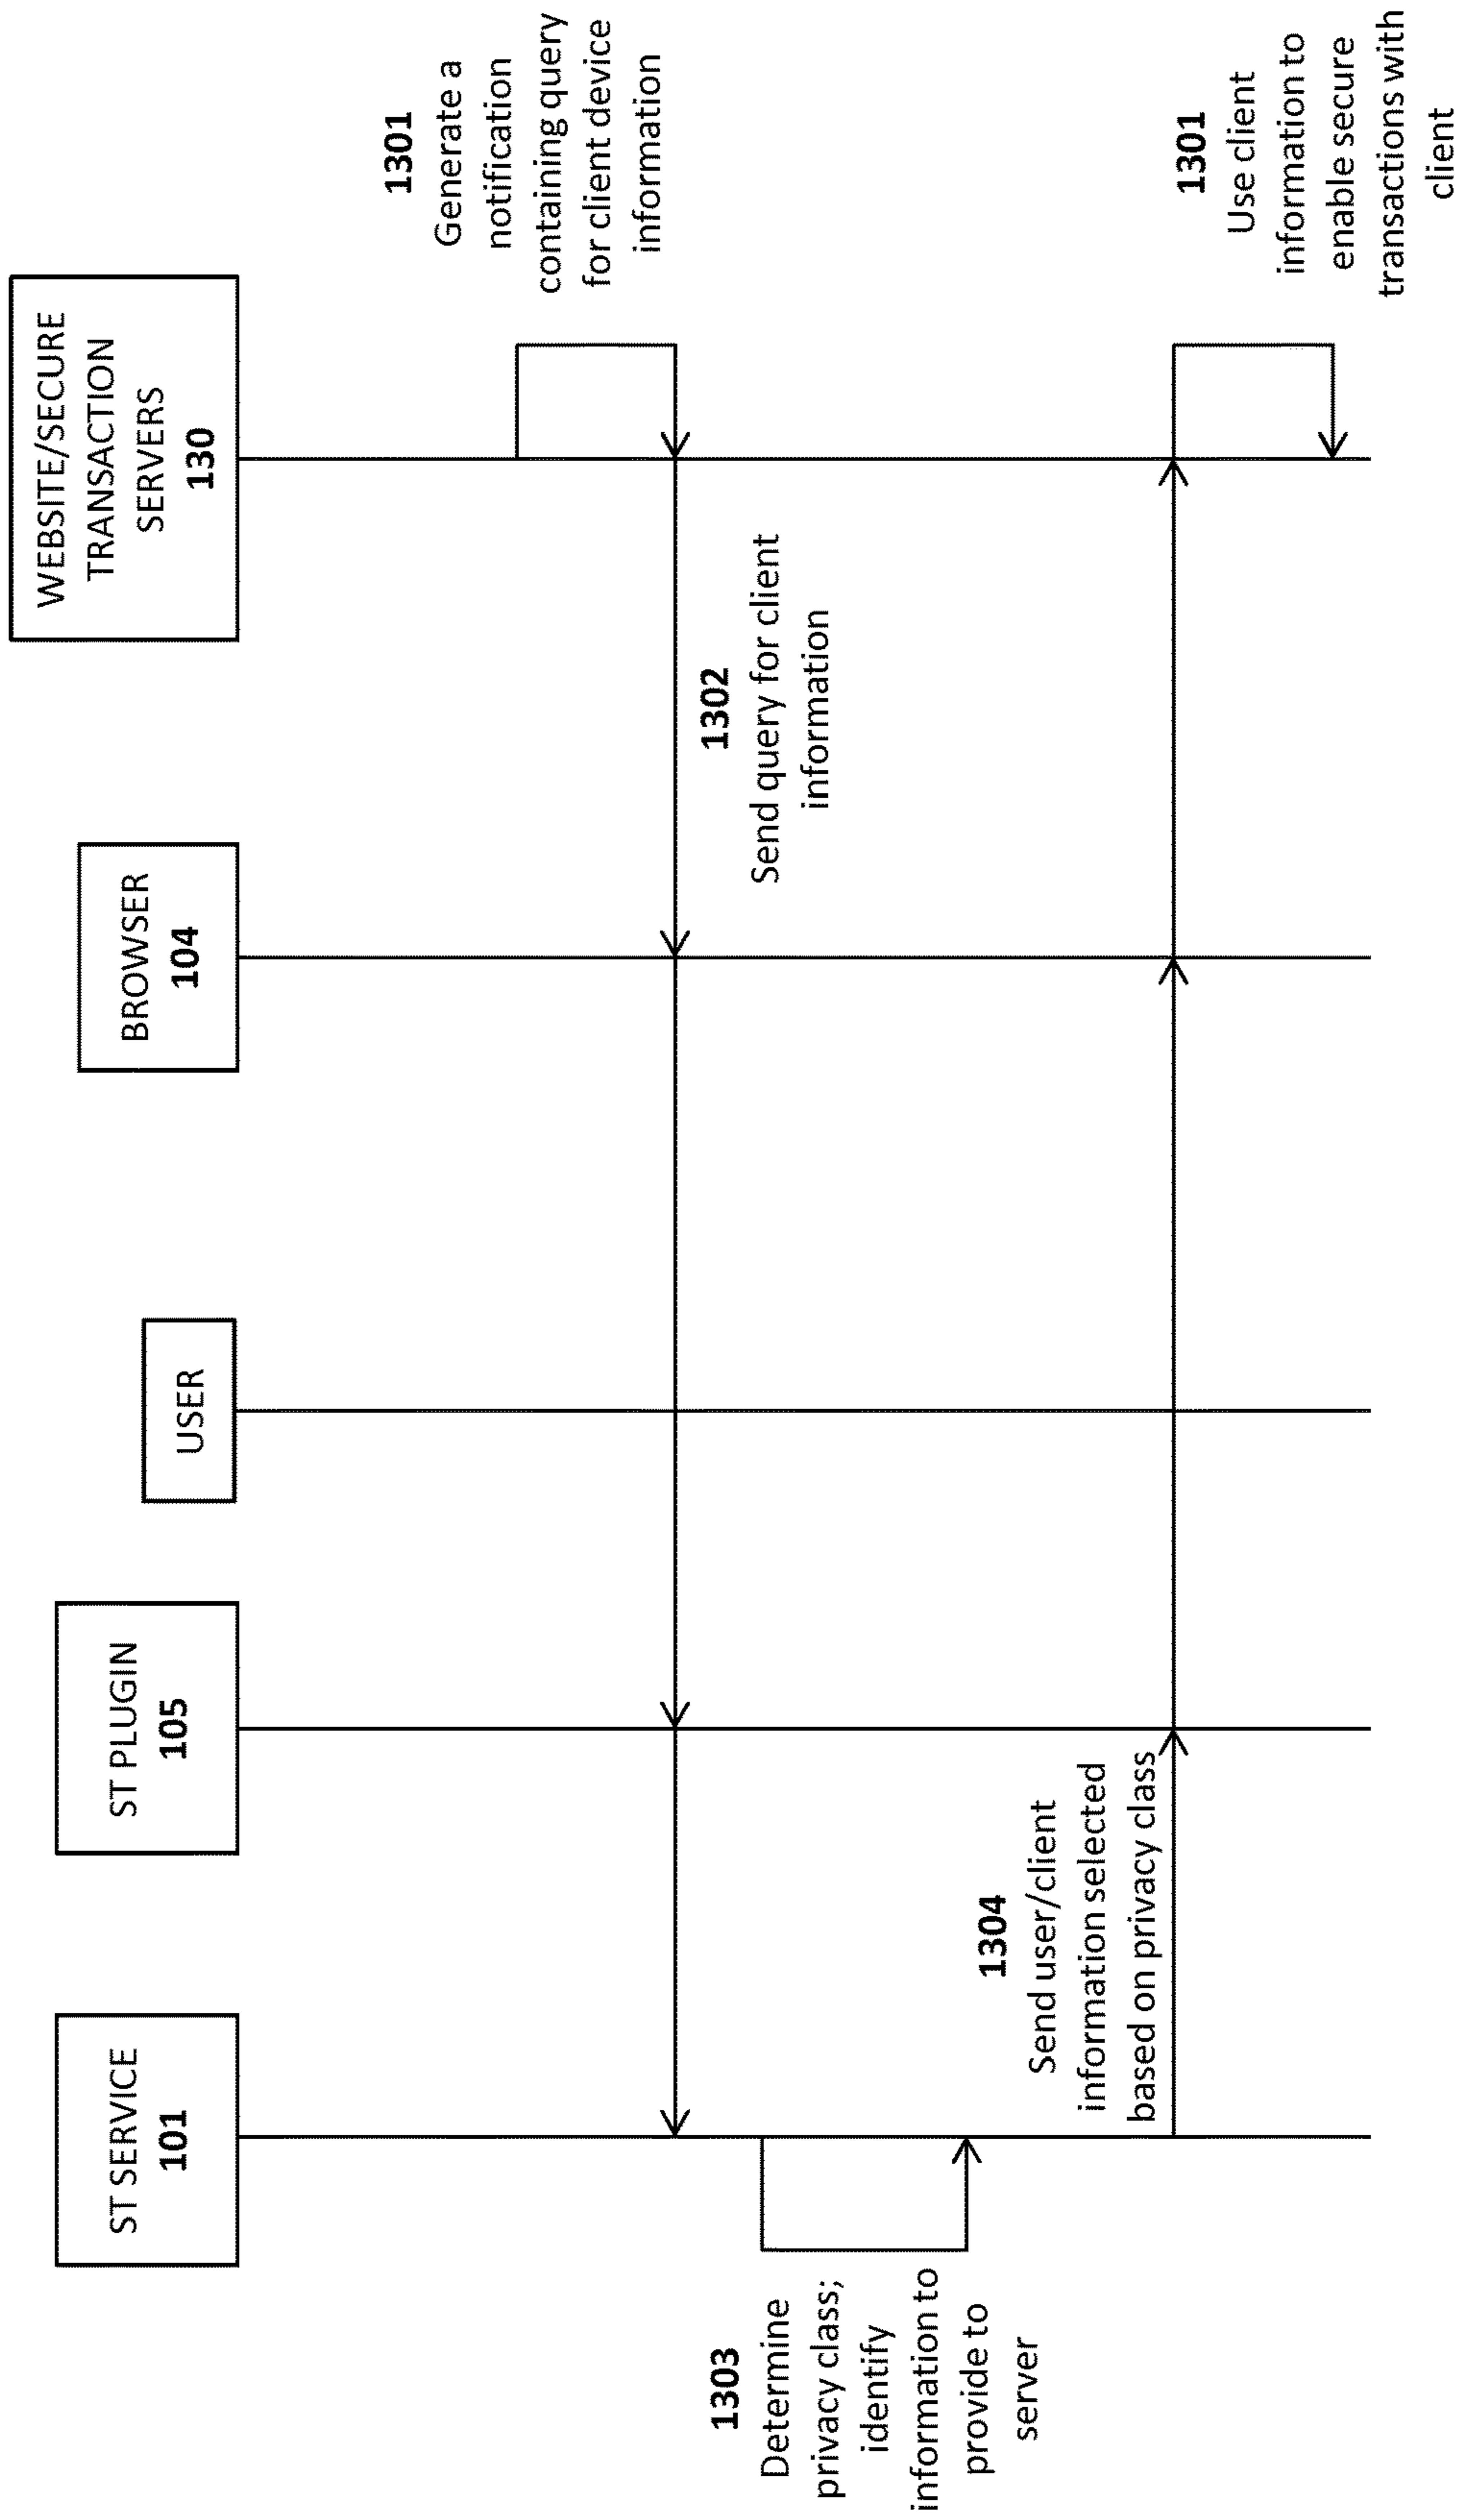 ST SERVICE
101
ST PLUGIN
105
USER
BROWSER
104
WEBSITE/SECURE
TRANSACTION
SERVERS
130
1301
Generate a
notification
containing query
for client device
information
1302
Send query for client
information
1303
Determine
privacy class;
identify
information to
provide to
server
1304
Send user/client
information selected
based on privacy class
1301
Use client
information to
enable secure
transactions with
client